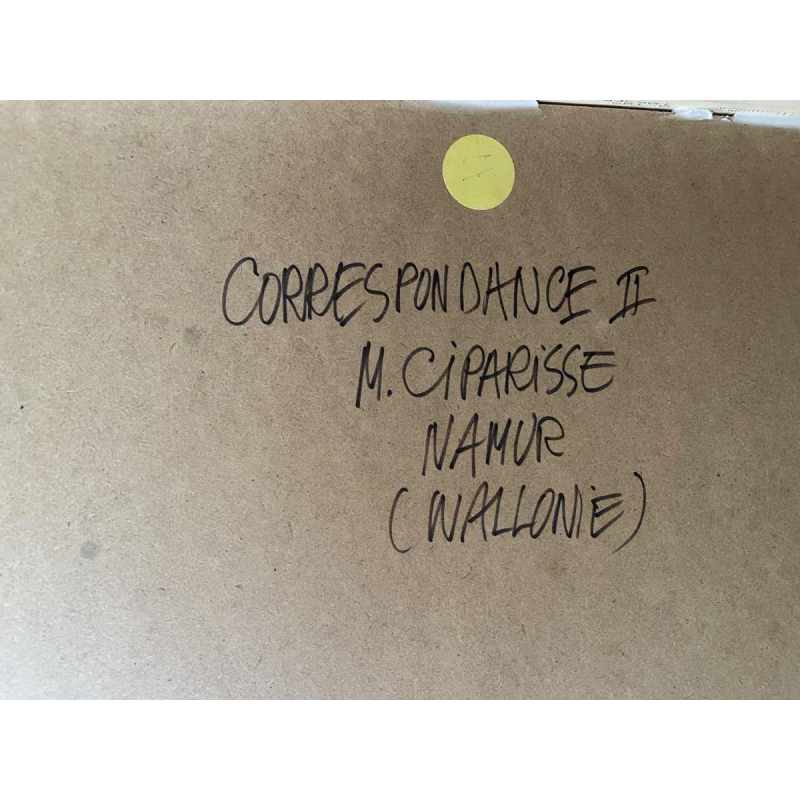 CORRESPONDANCE II
M. CIPARISSE
NAMUR
(WALLONIE)